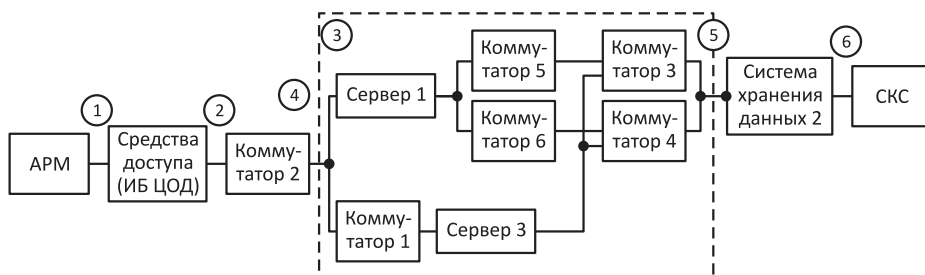 3
5
6
1
2
4
Комму-
татор 5
Комму-
татор 3
Сервер 1
Комму-
татор 6
Комму-
татор 4
Система
хранения
данных 2
СКС
АРМ
Средства
доступа
(ИБ ЦОД)
Комму-
татор 2
Комму-
татор 1
Сервер 3